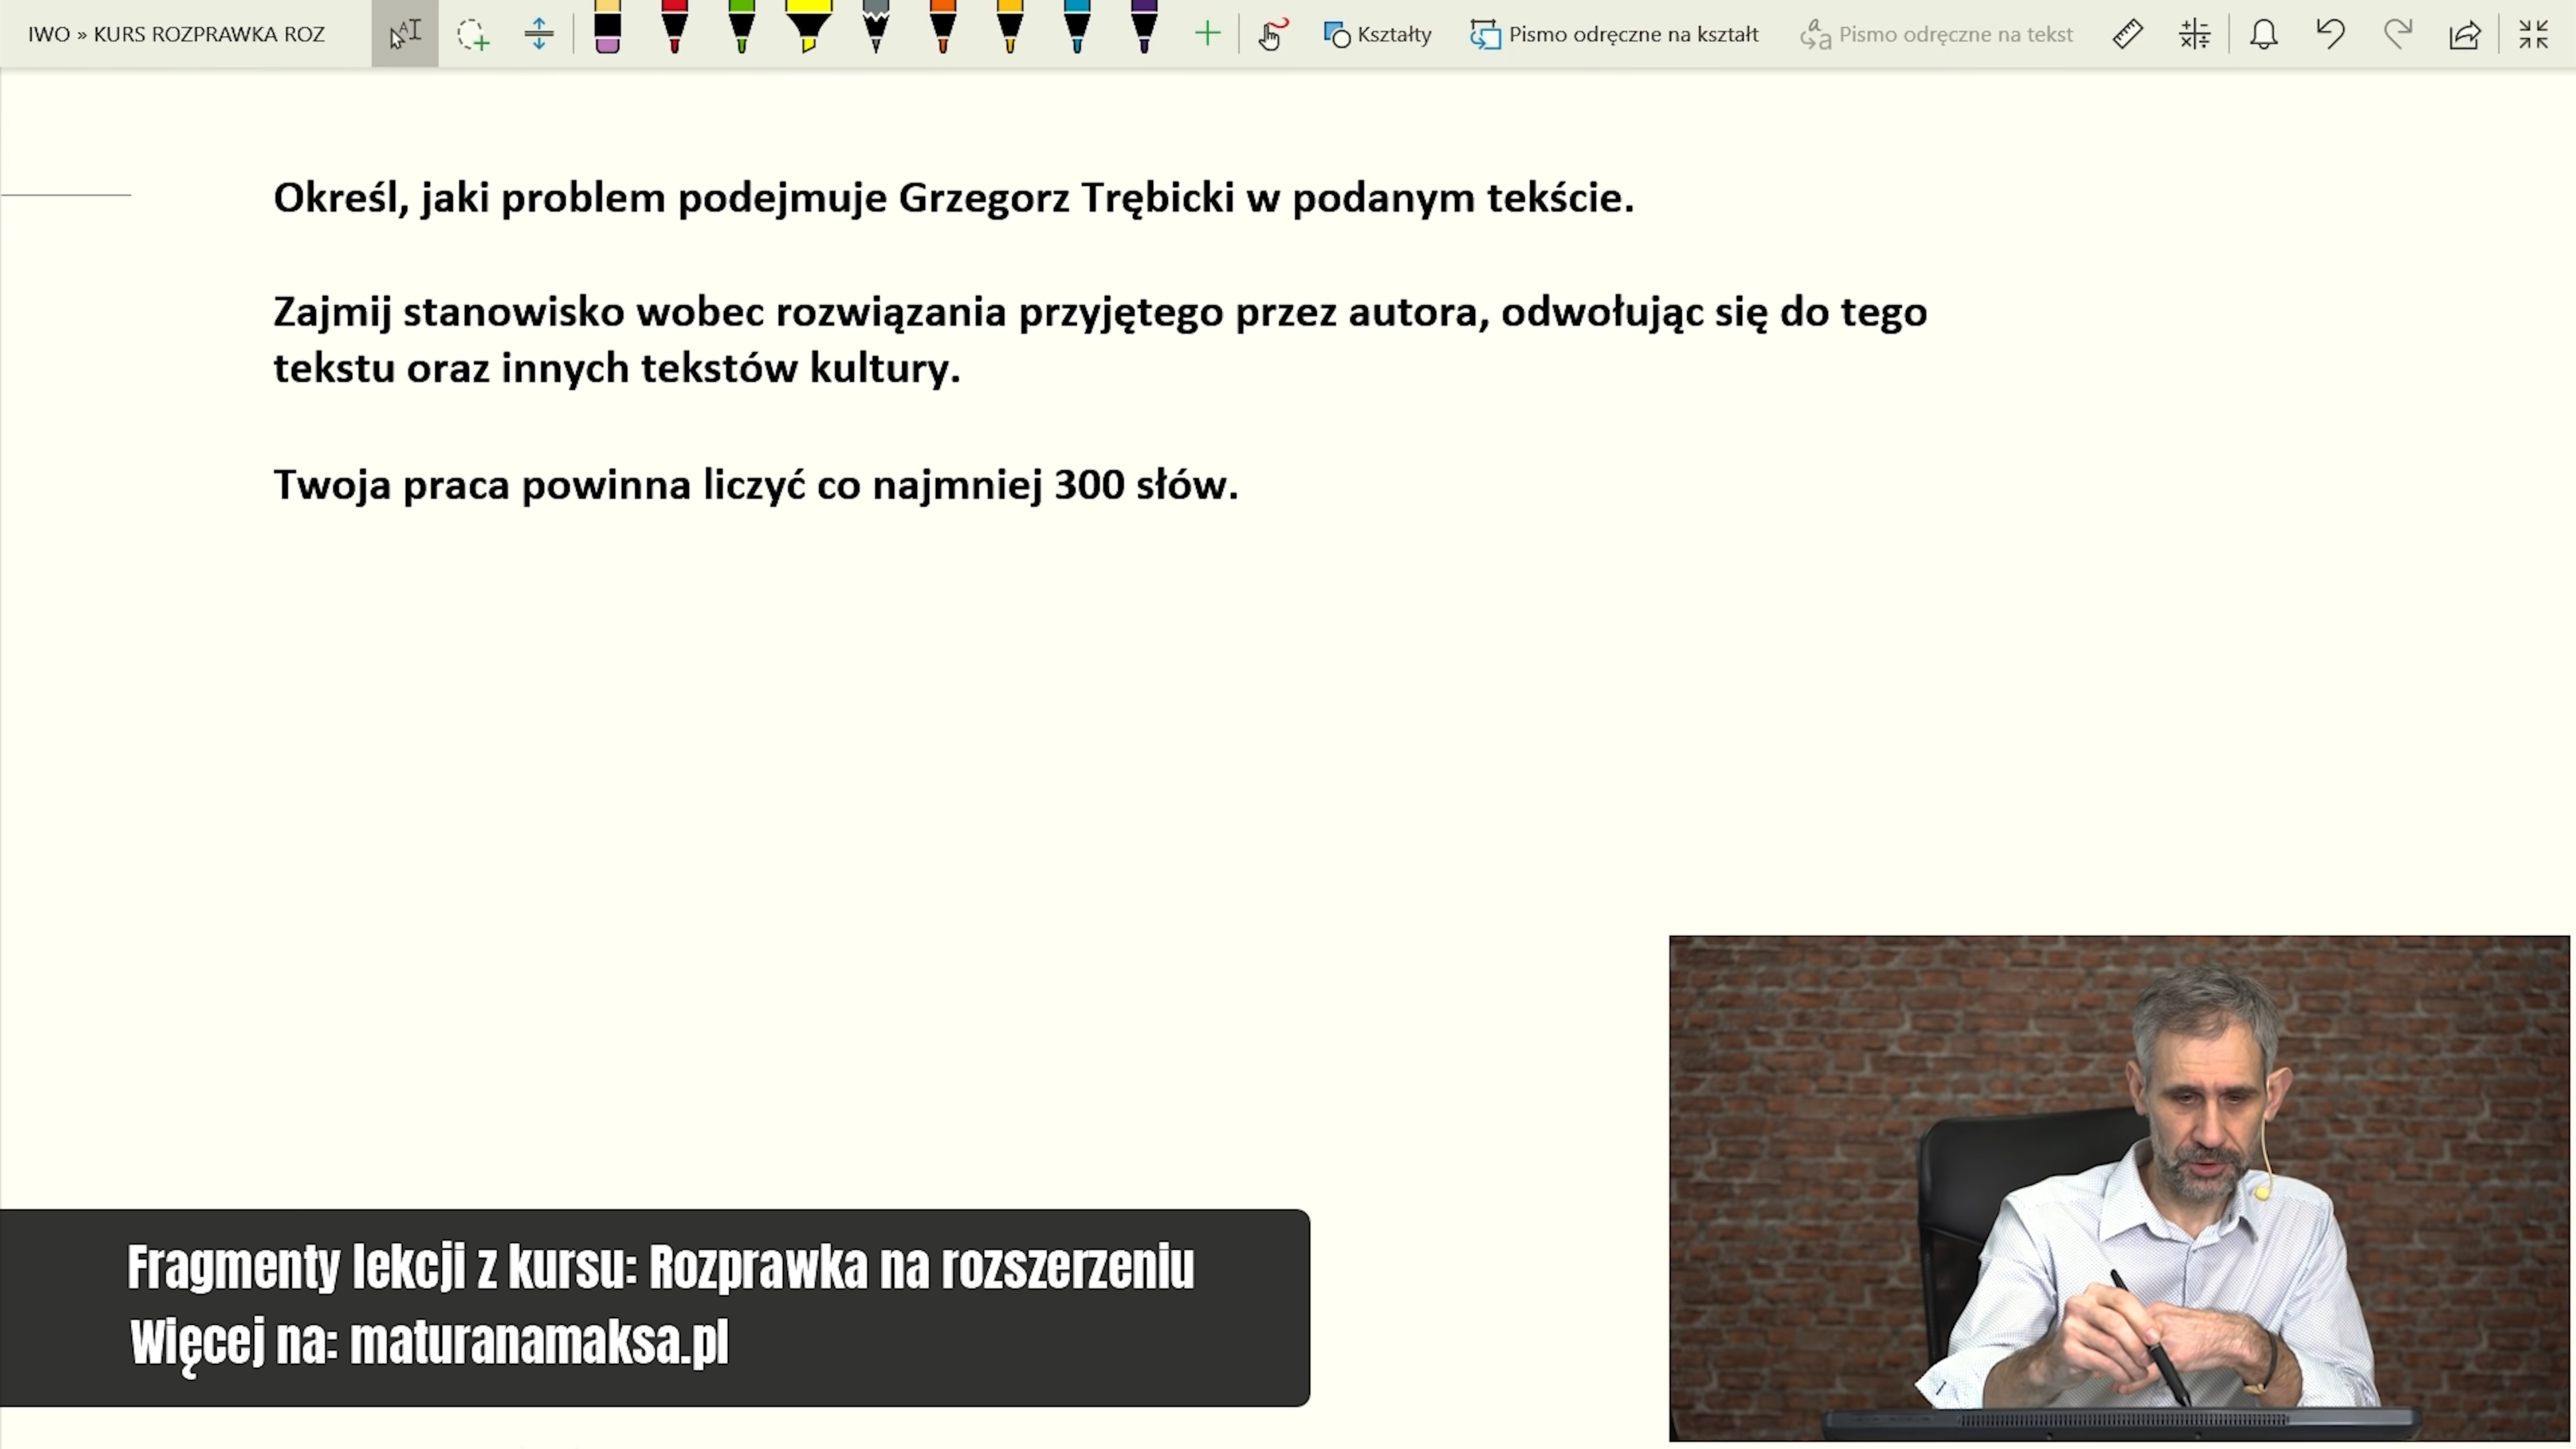 IWO » KURS ROZPRAWKA ROZ
Kształty
Pismo odręczne na kształt
Pismo odręczne na tekst
Określ, jaki problem podejmuje Grzegorz Trębicki w podanym tekście.
Zajmij stanowisko wobec rozwiązania przyjętego przez autora, odwołując się do tego
tekstu oraz innych tekstów kultury.
Twoja praca powinna liczyć co najmniej 300 słów.
Fragmenty lekcji z kursu: Rozprawka na rozszerzeniu
Więcej na: maturanamaksa.pl